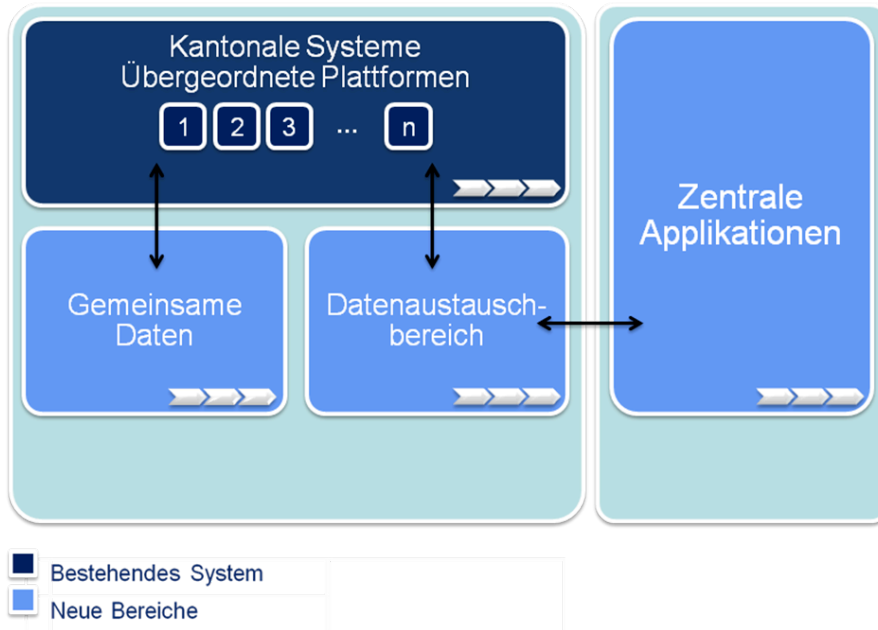 Kantonale Systeme
Übergeordnete Plattformen
1 2 3 ... n
Zentrale
Applikationen
Gemeinsame
Daten
Datenaustausch-
bereich
Bestehendes System
Neue Bereiche